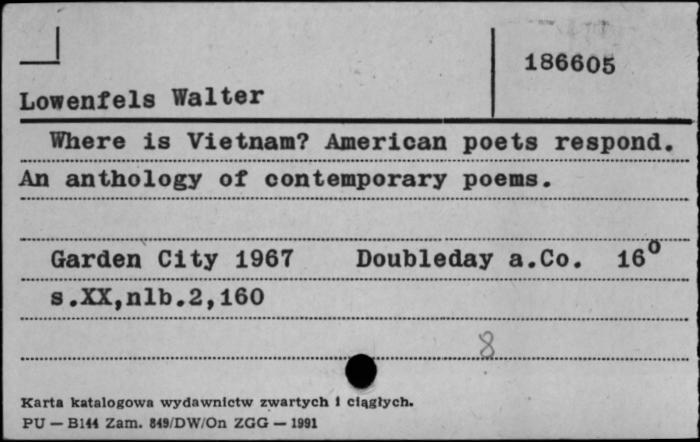 186605
Lowenfels Walter
Where is Vietnam? American poets respond.
An anthology of contemporary poems.
Garden City 1967 Doubleday a.Co. 16°
s.XX,nlb.2,160
8
Karta katalogowa wydawnictw zwartych i ciągłych.
PU — B144 Zam. 849/DW/On ZGG — 1991